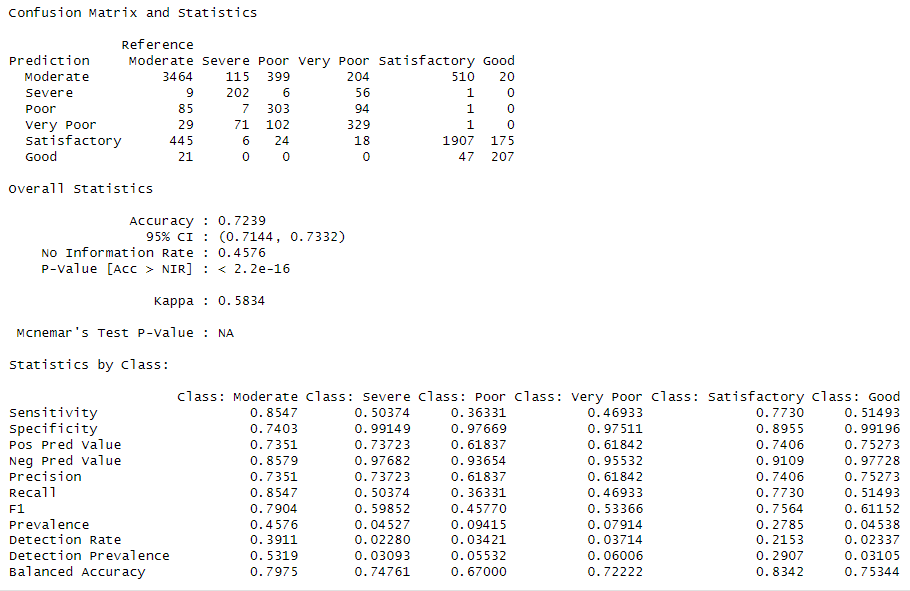 Confusion Matrix and Statistics
Reference
Prediction Moderate Severe Poor Very Poor Satisfactory Good
Moderate 3464 115 399 204 510 20
Severe 9 202 6 56 1 0
Poor 85 7 303 94 1 0
Very Poor 29 71 102 329 1 0
Satisfactory 445 6 24 18 1907 175
Good 21 0 0 0 47 207
Overall Statistics
Accuracy : 0.7239
95% CI : (0.7144, 0.7332)
No Information Rate : 0.4576
P-Value [Acc > NIR] : < 2.2e-16
Kappa : 0.5834
Mcnemar's Test P-Value : NA
Statistics by Class:
Class: Moderate Class: Severe Class: Poor Class: Very Poor Class: Satisfactory Class: Good
Sensitivity 0.8547 0.50374 0.36331 0.46933 0.7730 0.51493
Specificity 0.7403 0.99149 0.97669 0.97511 0.8955 0.99196
Pos Pred Value 0.7351 0.73723 0.61837 0.61842 0.7406 0.75273
Neg Pred Value 0.8579 0.97682 0.93654 0.95532 0.9109 0.97728
Precision 0.7351 0.73723 0.61837 0.61842 0.7406 0.75273
Recall 0.8547 0.50374 0.36331 0.46933 0.7730 0.51493
F1 0.7904 0.59852 0.45770 0.53366 0.7564 0.61152
Prevalence 0.4576 0.04527 0.09415 0.07914 0.2785 0.04538
Detection Rate 0.3911 0.02280 0.03421 0.03714 0.2153 0.02337
Detection Prevalence 0.5319 0.03093 0.05532 0.06006 0.2907 0.03105
Balanced Accuracy 0.7975 0.74761 0.67000 0.72222 0.8342 0.75344